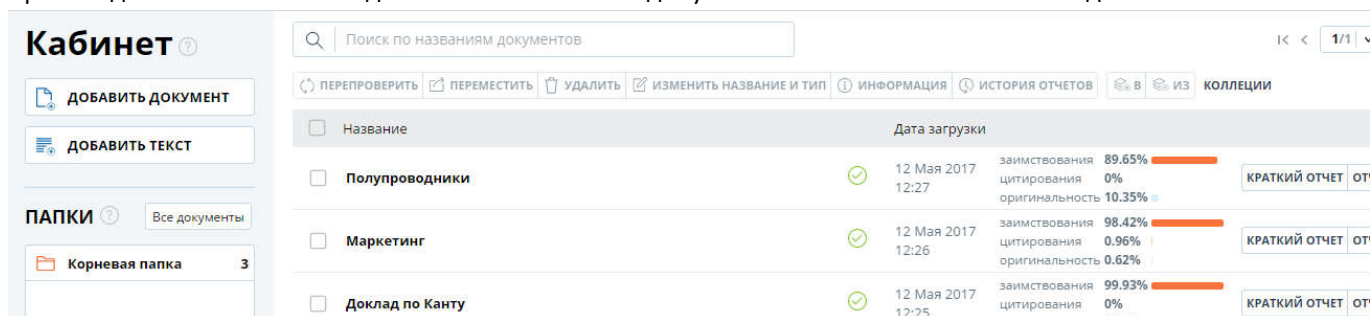 Кабинет
Поиск по названиям документов
1/1
ПЕРЕПРОВЕРИТЬ ПЕРЕМЕСТИТЬ УДАЛИТЬ ИЗМЕНИТЬ НАЗВАНИЕ И ТИП ИНФОРМАЦИЯ ИСТОРИЯ ОТЧЕТОВ В ИЗ КОЛЛЕЦИИ
ДОБАВИТЬ ДОКУМЕНТ
ДОБАВИТЬ ТЕКСТ
ПАПКИ Все документы
Корневая папка 3
Название Дата загрузки
Полупроводники
12 Мая 2017
12:27
заимствования 89.65%
цитирования 0%
оригинальность 10.35%
КРАТКИЙ ОТЧЕТ
Маркетинг
12 Мая 2017
12:26
заимствования 98.42%
цитирования 0.96%
оригинальность 0.62%
КРАТКИЙ ОТЧЕТ
Доклад по Канту
12 Мая 2017
12:25
заимствования 99.93%
цитирования 0%
КРАТКИЙ ОТЧЕТ